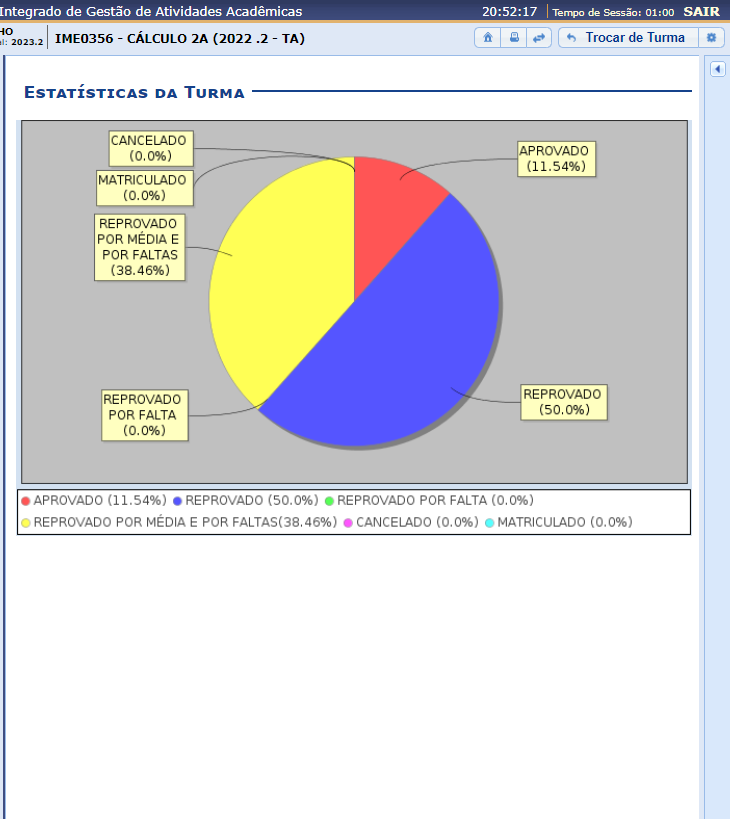 Integrado de Gestão de Atividades Acadêmicas 20:52:17 Tempo de Sessão: 01:00 SAIR
HO
el: 2023.2
IME0356 - CÁLCULO 2A (2022 .2 - TA)
Trocar de Turma
ESTATÍSTICAS DA TURMA
CANCELADO
(0.0%)
MATRICULADO
(0.0%)
REPROVADO
POR MÉDIA E
POR FALTAS
(38.46%)
REPROVADO
POR FALTA
(0.0%)
APROVADO
(11.54%)
REPROVADO
(50.0%)
APROVADO (11.54%) REPROVADO (50.0%) REPROVADO POR FALTA (0.0%)
REPROVADO POR MÉDIA E POR FALTAS(38.46%) CANCELADO (0.0%) MATRICULADO (0.0%)